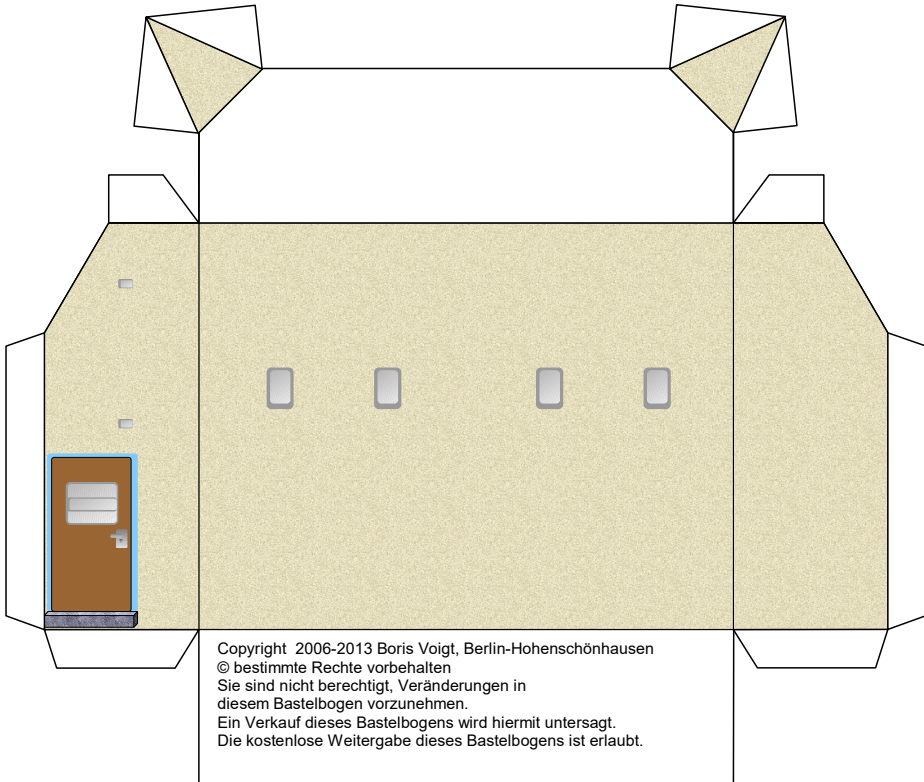 Copyright  2006-2013 Boris Voigt, Berlin-Hohenschönhausen
© bestimmte Rechte vorbehalten
Sie sind nicht berechtigt, Veränderungen in
diesem Bastelbogen vorzunehmen.
Ein Verkauf dieses Bastelbogens wird hiermit untersagt.
Die kostenlose Weitergabe dieses Bastelbogens ist erlaubt.